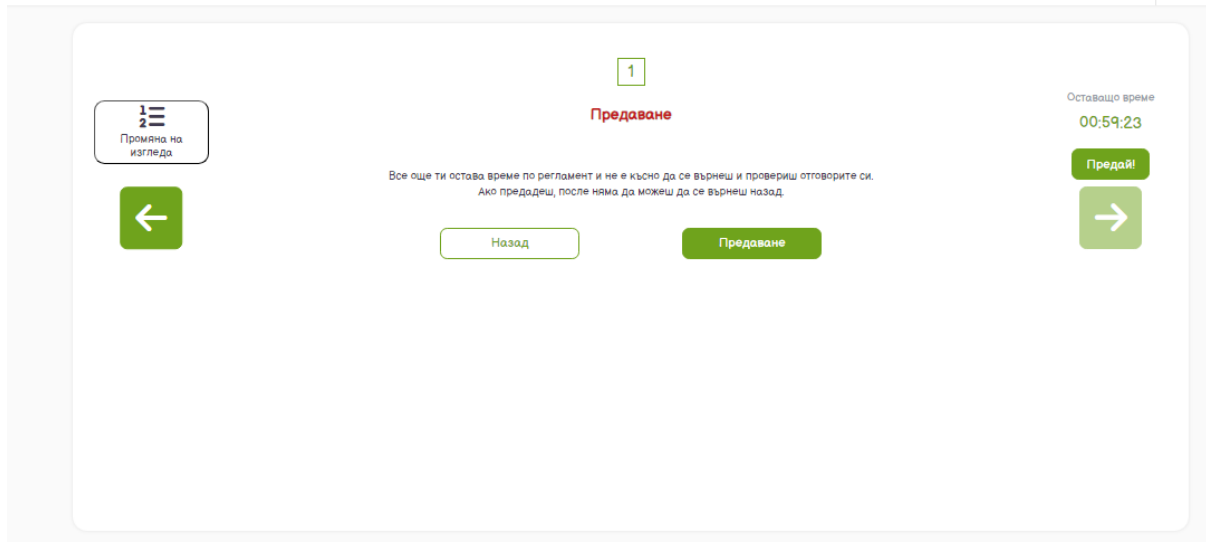 1
Предаване
Оставащо време
00:59:23
1
2
Промяна на
изгледа
Предай!
Все още ти остава време по регламент и не е късно да се върнеш и провериш отговорите си.
Ако предадеш, после няма да можеш да се върнеш назад.
Назад
Предаване